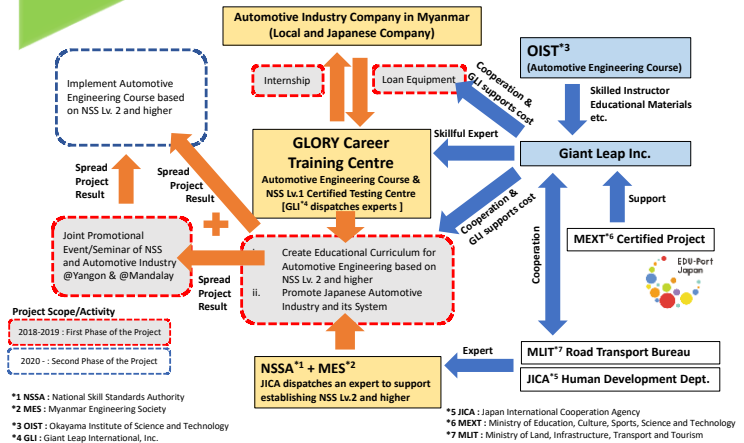 Automotive Industry Company in Myanmar
(Local and Japanese Company)
OIST*3
(Automotive Engineering Course)
Implement Automotive
Engineering Course based
on NSS Lv. 2 and higher
Internship
Loan Equipment
Cooperation &
GLI supports cost
Skilled Instructor
Educational Materials
etc.
GLORY Career
Training Centre
Automotive Engineering Course &
NSS Lv.1 Certified Testing Centre
[GLI*4 dispatches experts ]
Skillful Expert
Giant Leap Inc.
Spread
Project
Result
Spread
Project
Result
Cooperation &
GLI supports cost
Support
Cooperation
MEXT*6 Certified Project
EDU-Port
Japan
Joint Promotional
Event/Seminar of NSS
and Automotive Industry
@Yangon & @Mandalay
Spread
Project
Result
i. Create Educational Curriculum for
Automotive Engineering based on
NSS Lv. 2 and higher
ii. Promote Japanese Automotive
Industry and its System
Project Scope/Activity
2018-2019 : First Phase of the Project
2020 - : Second Phase of the Project
NSSA*1 + MES*2
JICA dispatches an expert to support
establishing NSS Lv.2 and higher
Expert
MLIT*7 Road Transport Bureau
JICA*5 Human Development Dept.
*1 NSSA : National Skill Standards Authority
*2 MES : Myanmar Engineering Society
*3 OIST : Okayama Institute of Science and Technology
*4 GLI : Giant Leap International, Inc.
*5 JICA : Japan International Cooperation Agency
*6 MEXT : Ministry of Education, Culture, Sports, Science and Technology
*7 MLIT : Ministry of Land, Infrastructure, Transport and Tourism